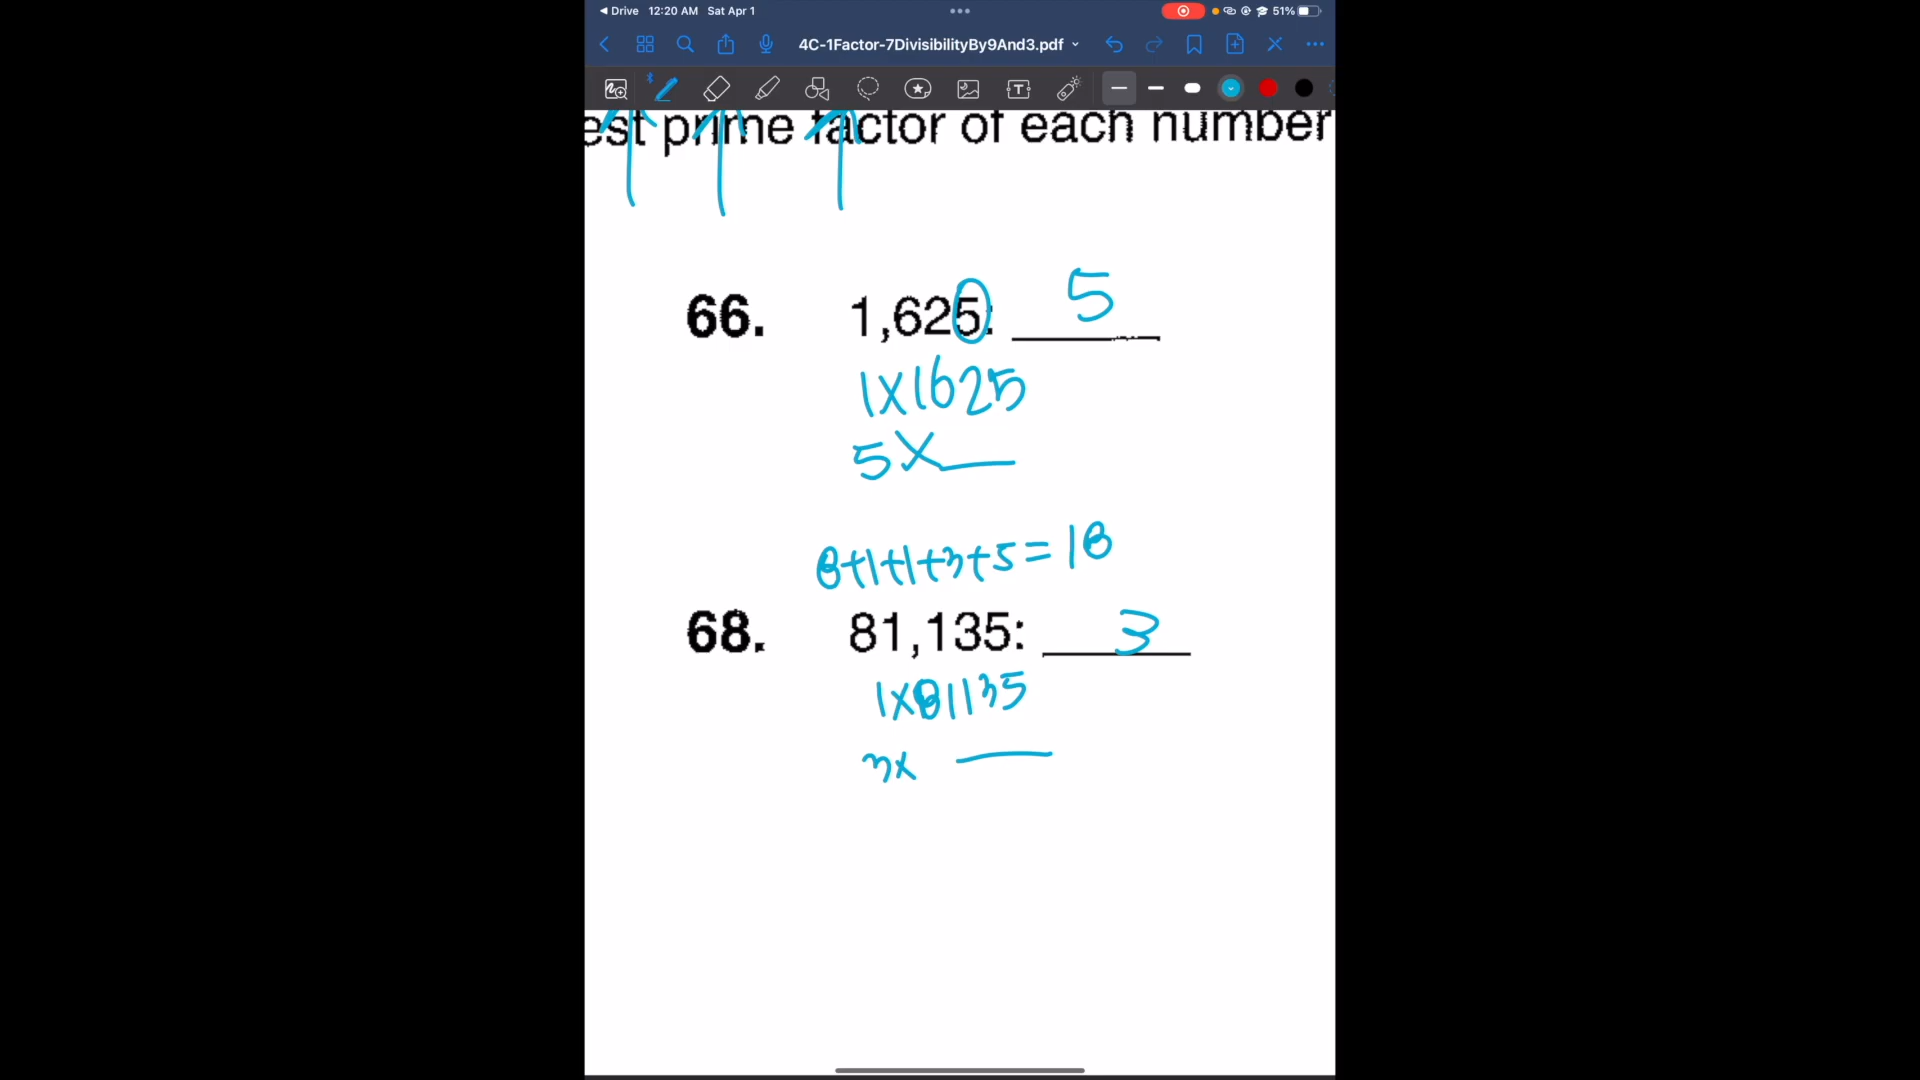 Drive 12:20 AM Sat Apr 1 51%
4C-1Factor-7DivisibilityBy9And3.pdf
est prime factor of each number
66. 1,625: 5
1x1625
5x
8+1+1+3+5=18
68. 81,135: 3
1x81135
3x